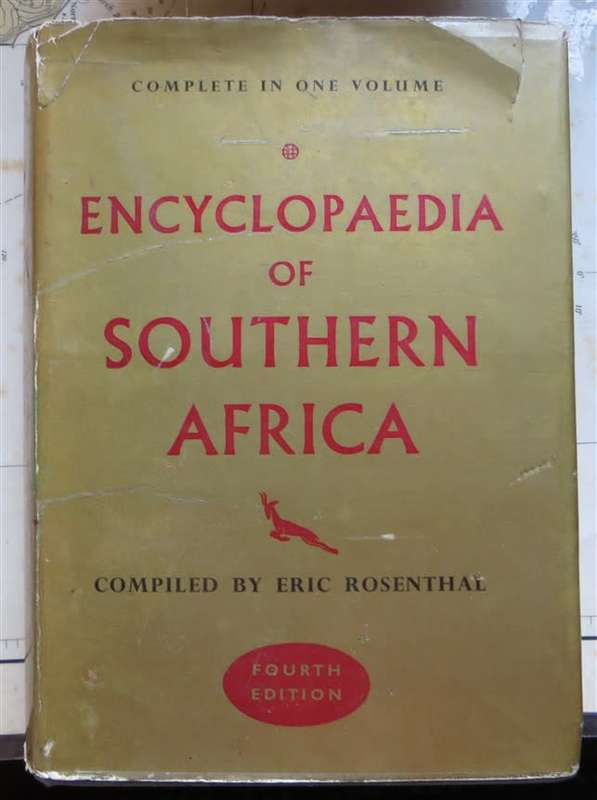 COMPLETE IN ONE VOLUME
ENCYCLOPAEDIA
OF
SOUTHERN
AFRICA
COMPILED BY ERIC ROSENTHAL
FOURTH
EDITION